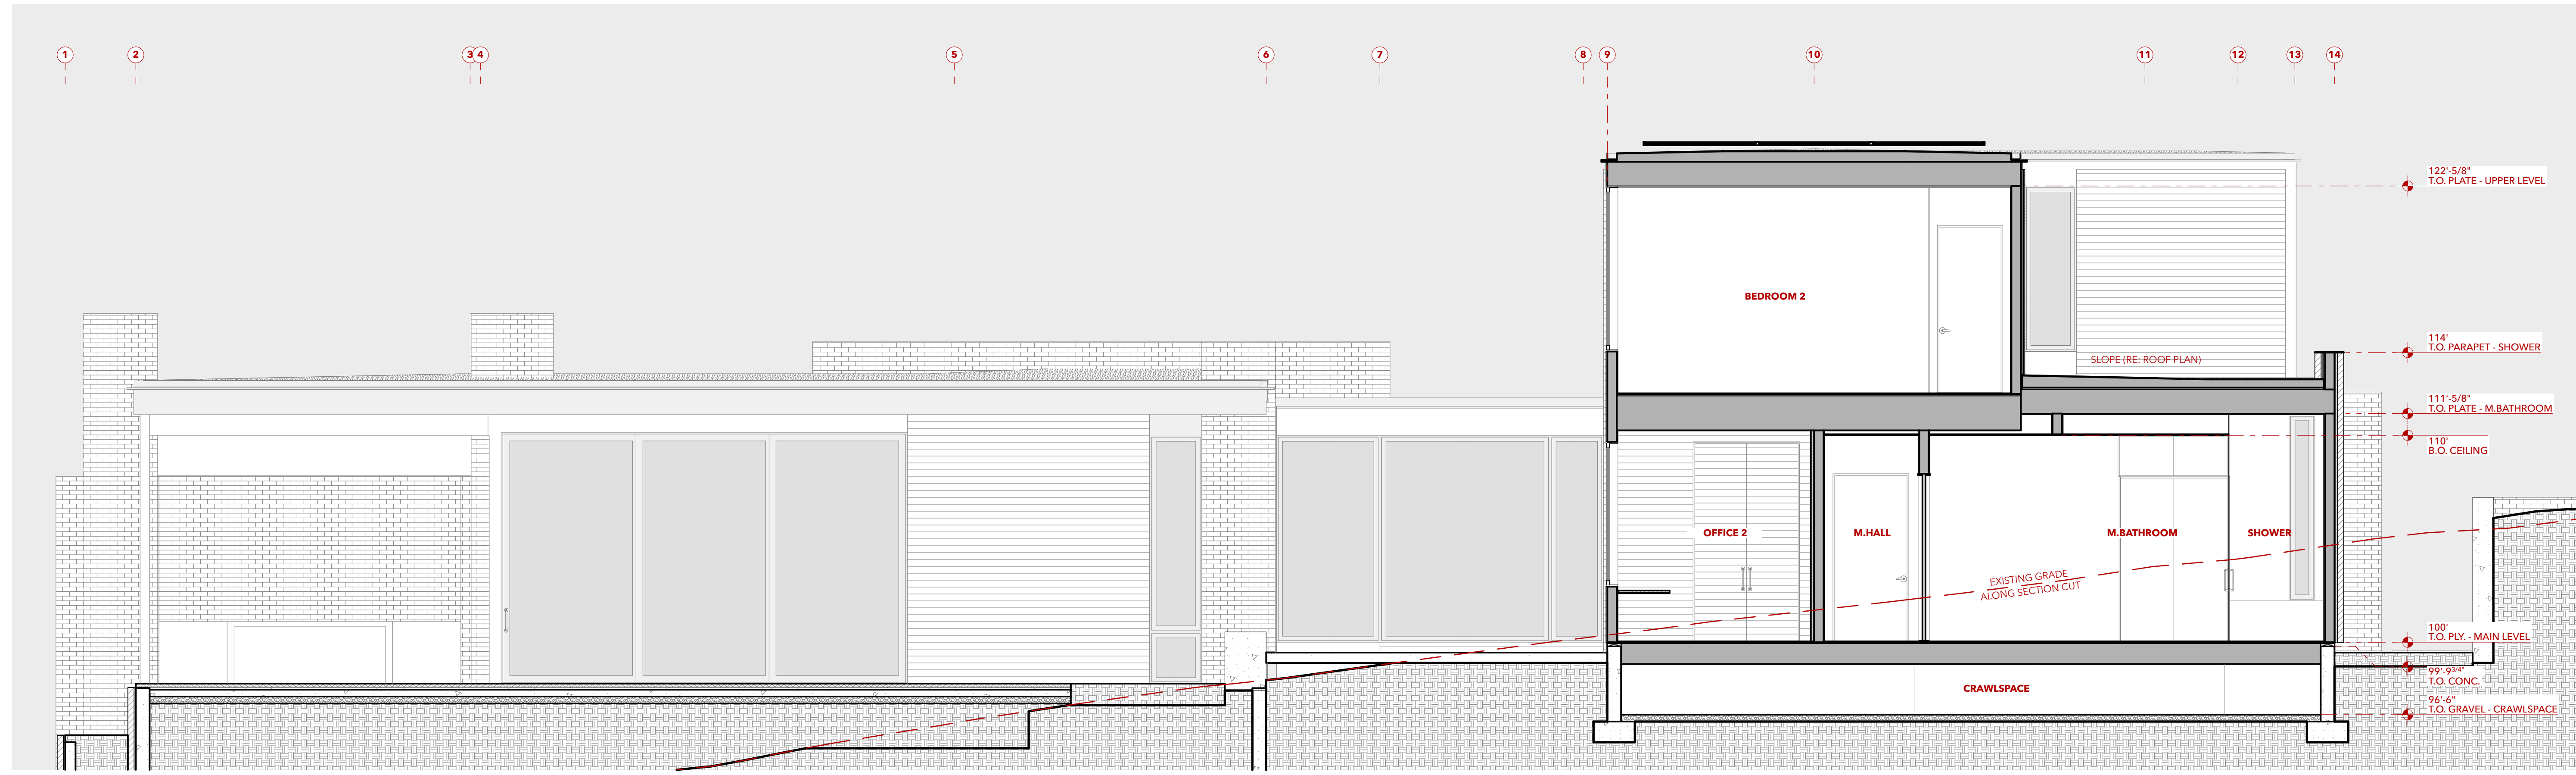 1 2 3 4 5 6 7 8 9 10 11 12 13 14
122'-5/8"
T.O. PLATE - UPPER LEVEL
BEDROOM 2
114'
T.O. PARAPET - SHOWER
SLOPE (RE: ROOF PLAN)
111'-5/8"
T.O. PLATE - M.BATHROOM
110'
B.O. CEILING
OFFICE 2
M.HALL
M.BATHROOM
SHOWER
EXISTING GRADE
ALONG SECTION CUT
100'
T.O. PLY. - MAIN LEVEL
99'-93/4"
T.O. CONC.
CRAWLSPACE
96'-6"
T.O. GRAVEL - CRAWLSPACE